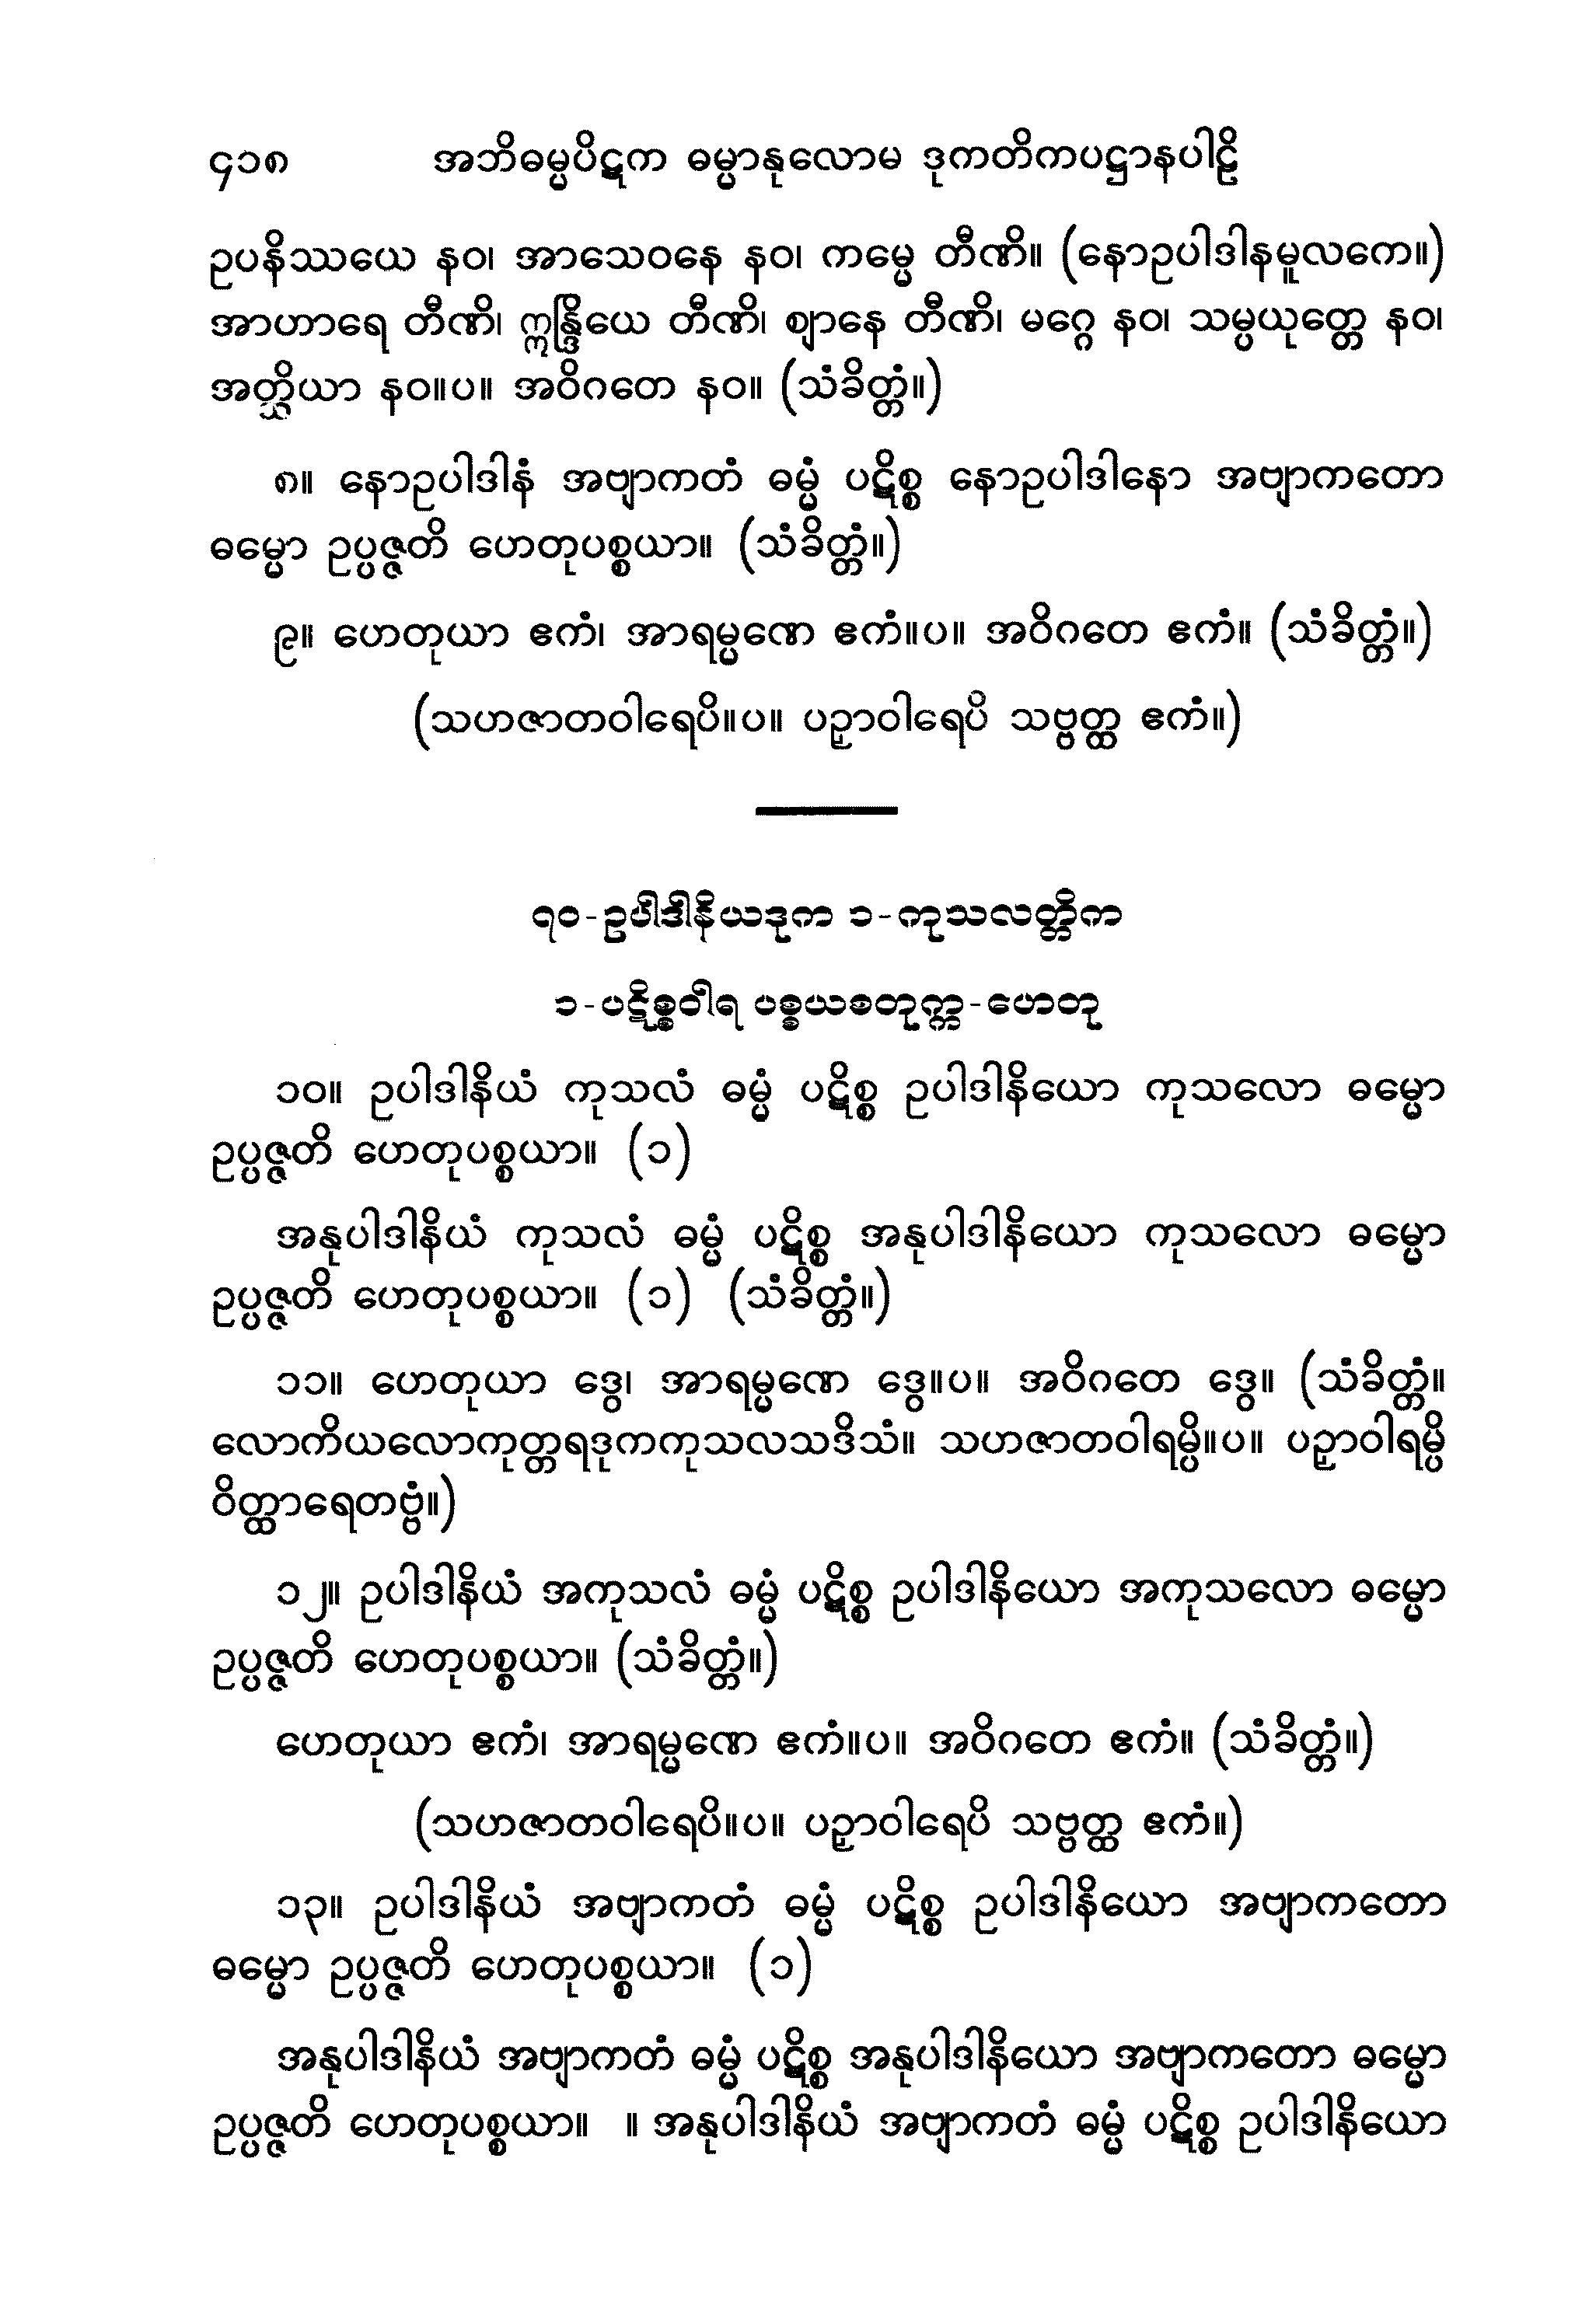 ၄၁၈ အဘိဓမ္မပိဋက ဓမ္မာနုလောမ ဒုကတိကပဋ္ဌာနပါဠိ
ဥပနိဿယေ နဝ၊ အာသေဝနေ နဝ၊ ကမ္မေ တီဏိ။ (နောဥပါဒါနမူလကေ။)
အာဟာရေ တီဏိ၊ ဣန္ဒြိယေ တီဏိ၊ ဈာနေ တီဏိ၊ မဂ္ဂေ နဝ၊ သမ္ပယုတ္တေ နဝ၊
အတ္ထိယာ နဝ။ပ။ အဝိဂတေ နဝ။ (သံခိတ္တံ။)
၈။ နောဥပါဒါနံ အဗျာကတံ ဓမ္မံ ပဋိစ္စ နောဥပါဒါနော အဗျာကတော
ဓမ္မော ဥပ္ပဇ္ဇတိ ဟေတုပစ္စယာ။ (သံခိတ္တံ။)
၉။ ဟေတုယာ ဧကံ၊ အာရမ္မဏေ ဧကံ။ပ။ အဝိဂတေ ဧကံ။ (သံခိတ္တံ။)
(သဟဇာတဝါရေပိ။ပ။ ပဉှာဝါရေပိ သဗ္ဗတ္ထ ဧကံ။)
၇၀-ဥပါဒါနိယဒုက ၁-ကုသလတ္တိက
၁-ပဋိစ္စဝါရ ပစ္စယစတုက္က-ဟေတု
၁၀။ ဥပါဒါနိယံ ကုသလံ ဓမ္မံ ပဋိစ္စ ဥပါဒါနိယော ကုသလော ဓမ္မော
ဥပ္ပဇ္ဇတိ ဟေတုပစ္စယာ။ (၁)
အနုပါဒါနိယံ ကုသလံ ဓမ္မံ ပဋိစ္စ အနုပါဒါနိယော ကုသလော ဓမ္မော
ဥပ္ပဇ္ဇတိ ဟေတုပစ္စယာ။ (၁) (သံခိတ္တံ။)
၁၁။ ဟေတုယာ ဒွေ၊ အာရမ္မဏေ ဒွေ။ပ။ အဝိဂတေ ဒွေ။ (သံခိတ္တံ။
လောကိယလောကုတ္တရဒုကကုသလသဒိသံ။ သဟဇာတဝါရမ္ပိ။ပ။ ပဉှာဝါရမ္ပိ
ဝိတ္ထာရေတဗ္ဗံ။)
၁၂။ ဥပါဒါနိယံ အကုသလံ ဓမ္မံ ပဋိစ္စ ဥပါဒါနိယော အကုသလော ဓမ္မော
ဥပ္ပဇ္ဇတိ ဟေတုပစ္စယာ။ (သံခိတ္တံ။)
ဟေတုယာ ဧကံ၊ အာရမ္မဏေ ဧကံ။ပ။ အဝိဂတေ ဧကံ။ (သံခိတ္တံ။)
(သဟဇာတဝါရေပိ။ပ။ ပဉှာဝါရေပိ သဗ္ဗတ္ထ ဧကံ။)
၁၃။ ဥပါဒါနိယံ အဗျာကတံ ဓမ္မံ ပဋိစ္စ ဥပါဒါနိယော အဗျာကတော
ဓမ္မော ဥပ္ပဇ္ဇတိ ဟေတုပစ္စယာ။ (၁)
အနုပါဒါနိယံ အဗျာကတံ ဓမ္မံ ပဋိစ္စ အနုပါဒါနိယော အဗျာကတော ဓမ္မော
ဥပ္ပဇ္ဇတိ ဟေတုပစ္စယာ။ ။ အနုပါဒါနိယံ အဗျာကတံ ဓမ္မံ ပဋိစ္စ ဥပါဒါနိယော